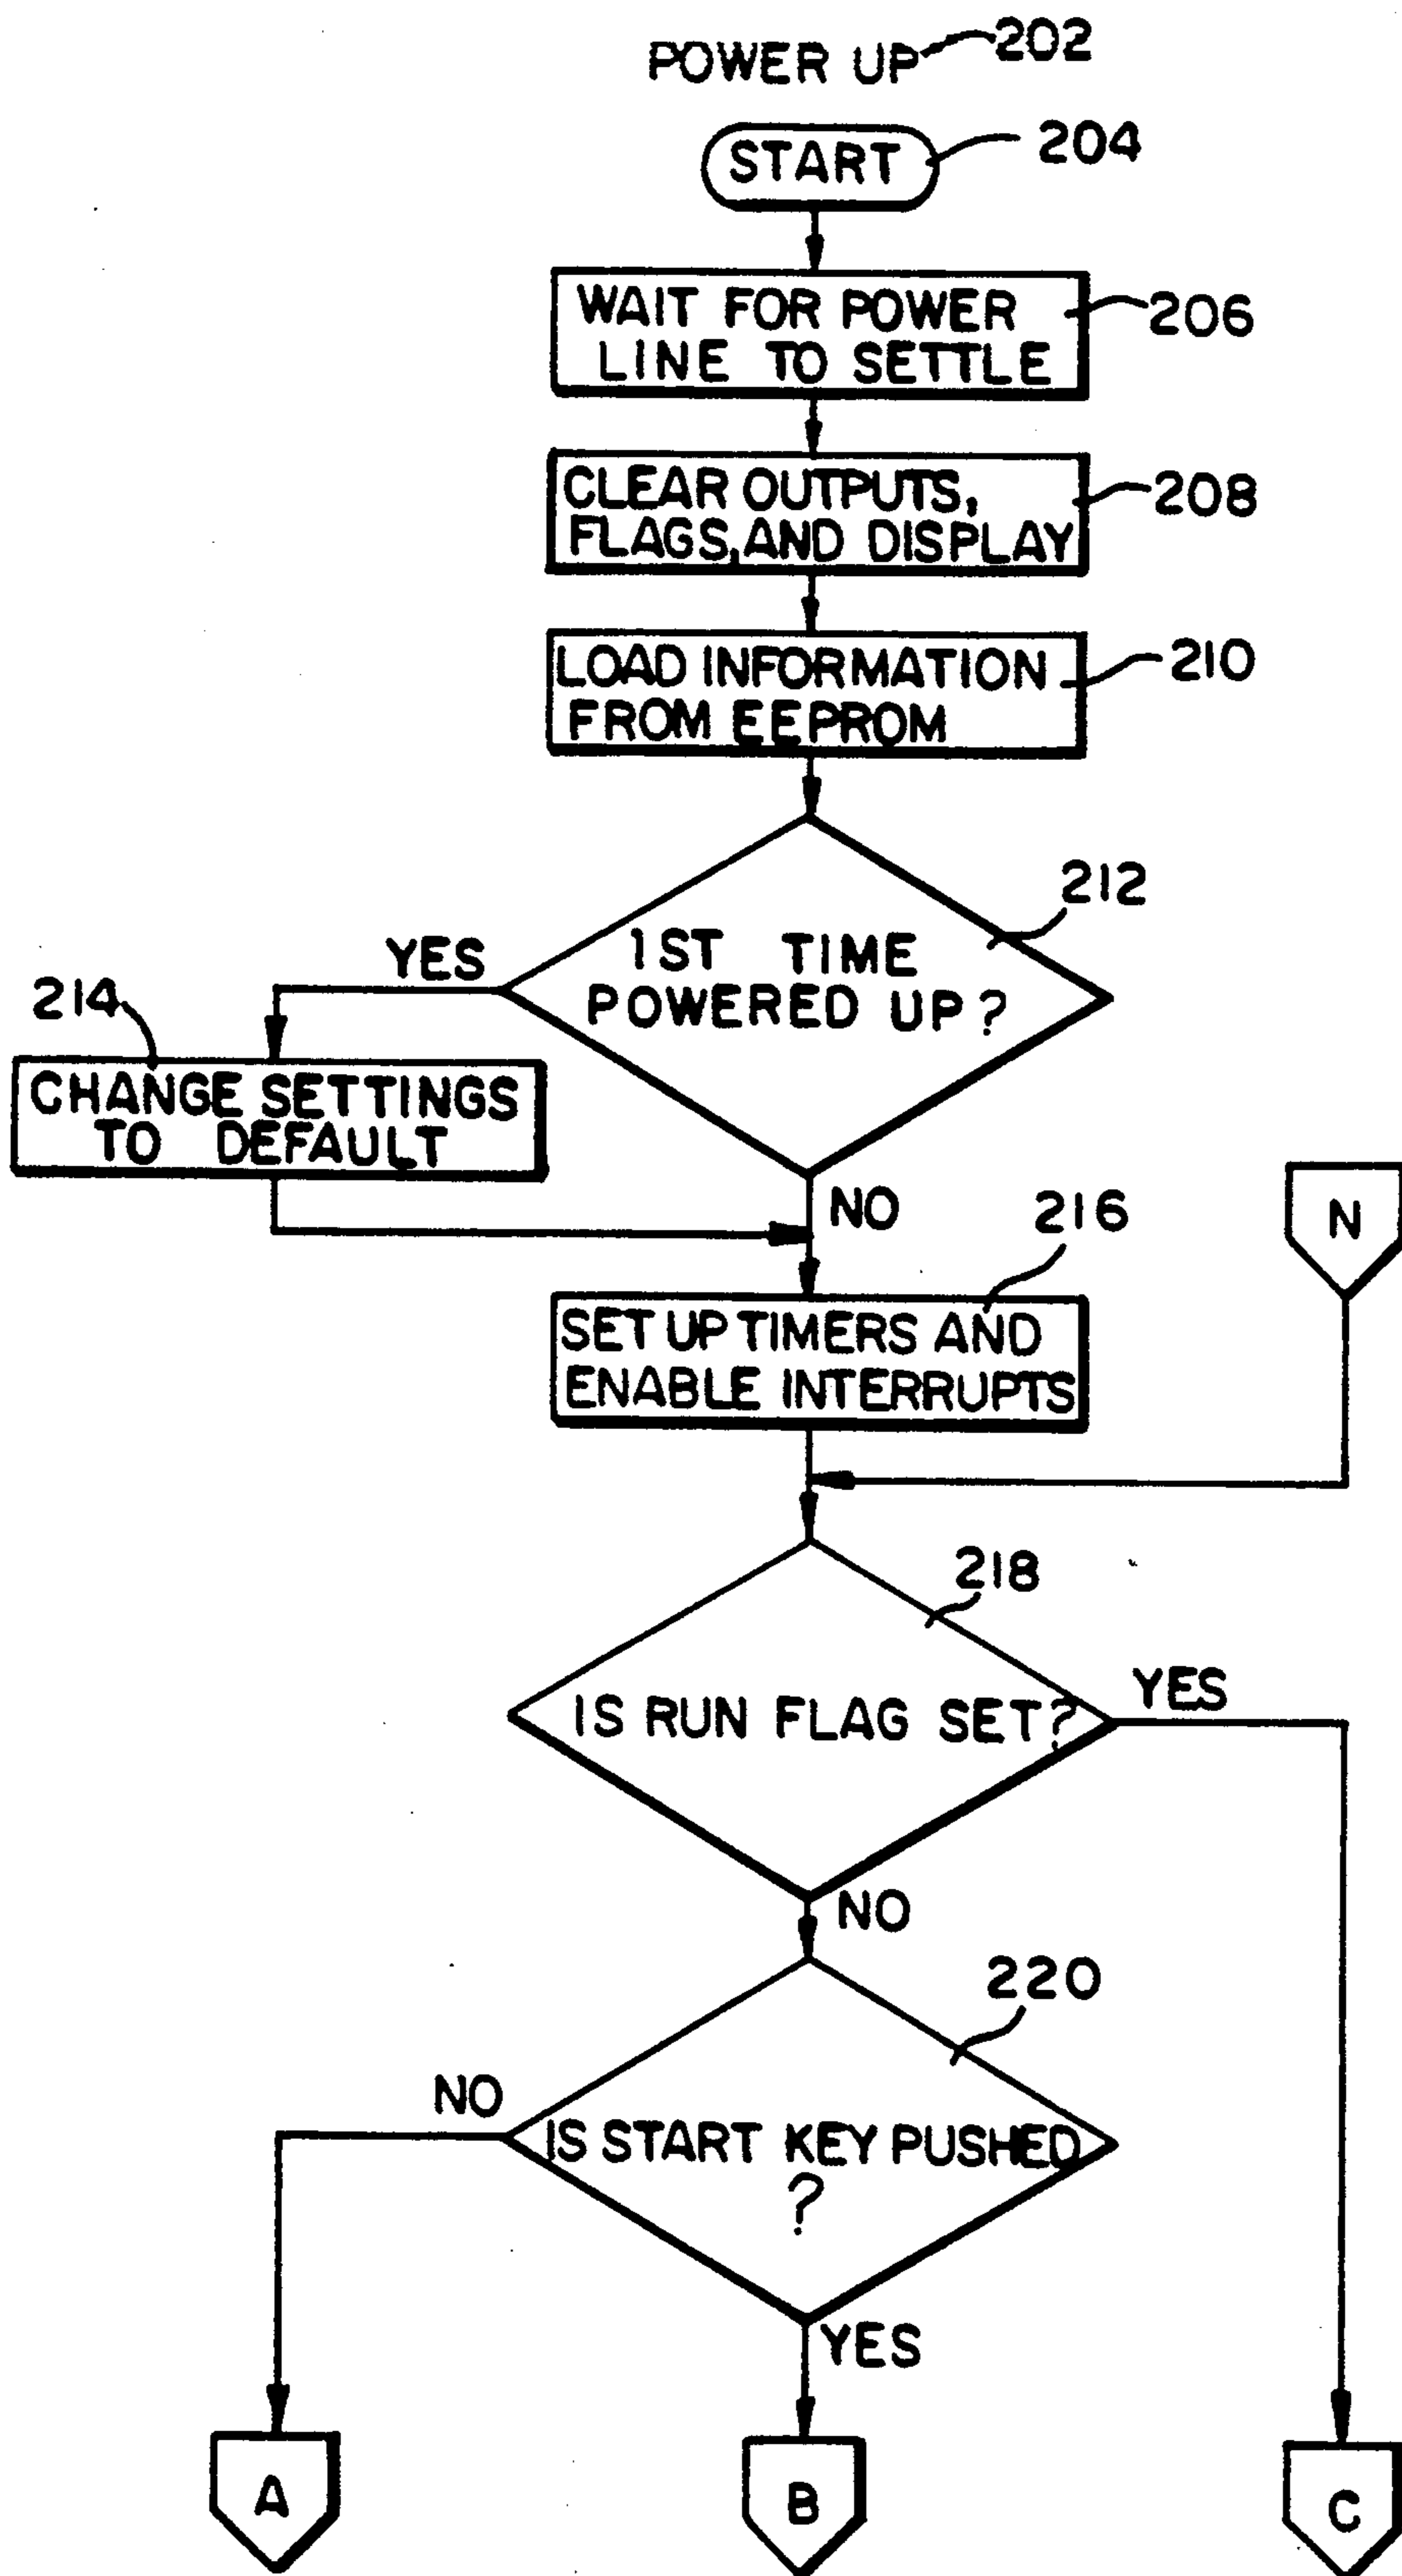 POWER UP 202
START 204
WAIT FOR POWER
LINE TO SETTLE
206
CLEAR OUTPUTS,
FLAGS, AND DISPLAY
208
LOAD INFORMATION
FROM EEPROM
210
212
1ST TIME
POWERED UP?
YES
214
CHANGE SETTINGS
TO DEFAULT
NO
216
N
SET UP TIMERS AND
ENABLE INTERRUPTS
218
IS RUN FLAG SET?
YES
NO
220
NO
IS START KEY PUSHED
?
YES
A
B
C